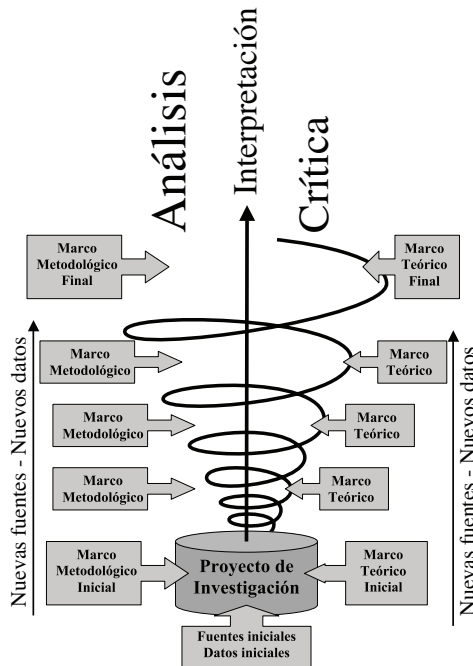 Análisis
Interpretación
Crítica
Marco
Metodológico
Final
Marco
Teórico
Final
Nuevas fuentes - Nuevos datos
Nuevas fuentes - Nuevos datos
Marco
Metodológico
Marco
Teórico
Marco
Metodológico
Marco
Teórico
Marco
Metodológico
Marco
Teórico
Marco
Metodológico
Inicial
Proyecto de
Investigación
Marco
Teórico
Inicial
Fuentes iniciales
Datos iniciales